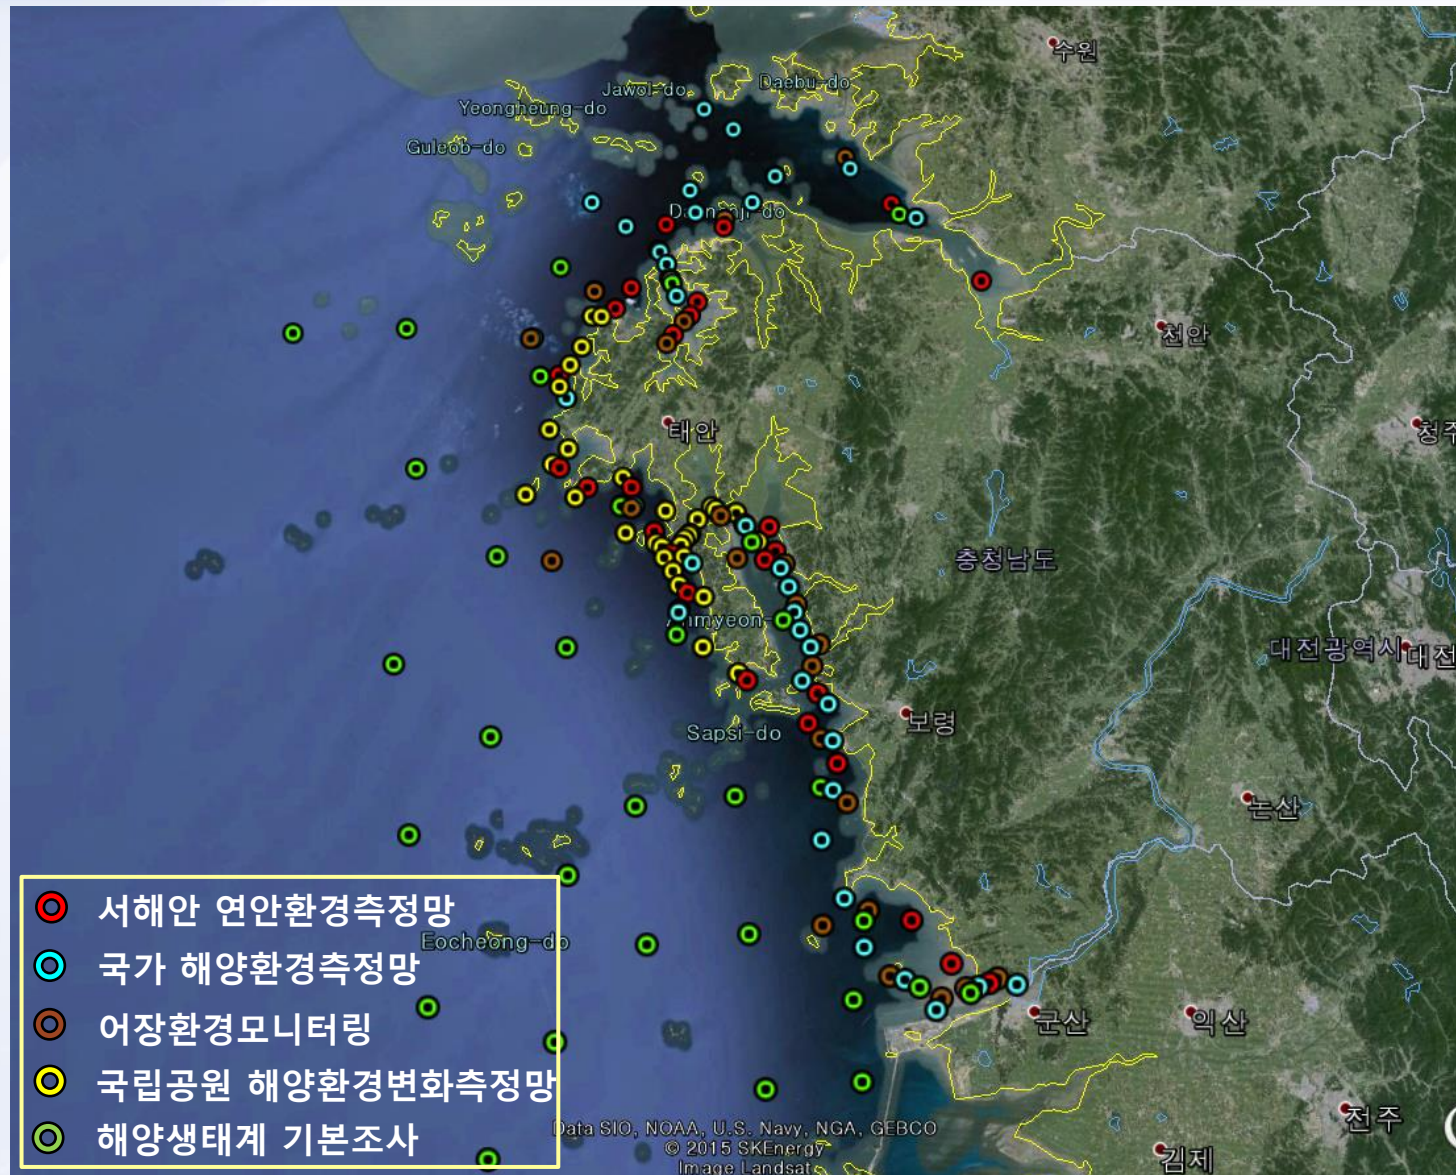 수원
Jawol-do
Daebu-do
Yeongheung-do
Guleob-do
천안
청주
태안
충청남도
대전광역시
대전
보령
Sapsi-do
논산
서해안 연안환경측정망
국가 해양환경측정망
어장환경모니터링
국립공원 해양환경변화측정망
해양생태계 기본조사
Eocheong-do
군산
익산
전주
김제
Data SIO, NOAA, U.S. Navy, NGA, GEBCO
© 2015 SKEnergy
Image Landsat